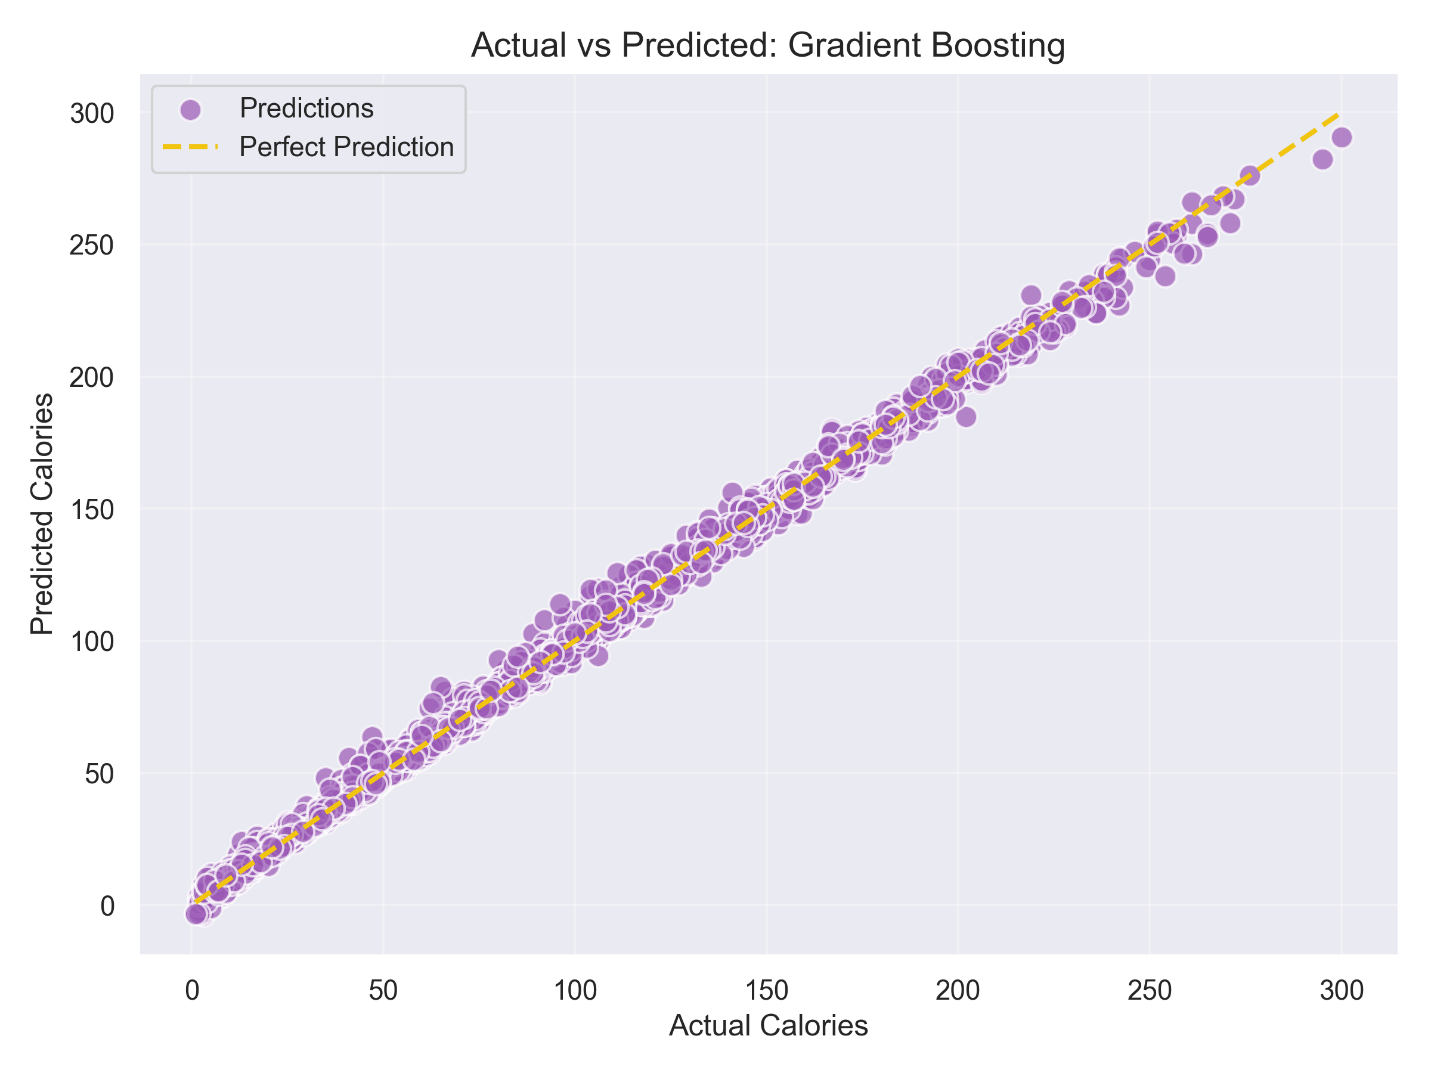 Actual vs Predicted: Gradient Boosting
Predictions
Perfect Prediction
300
250
200
150
100
50
0
Predicted Calories
0 50 100 150 200 250 300
Actual Calories